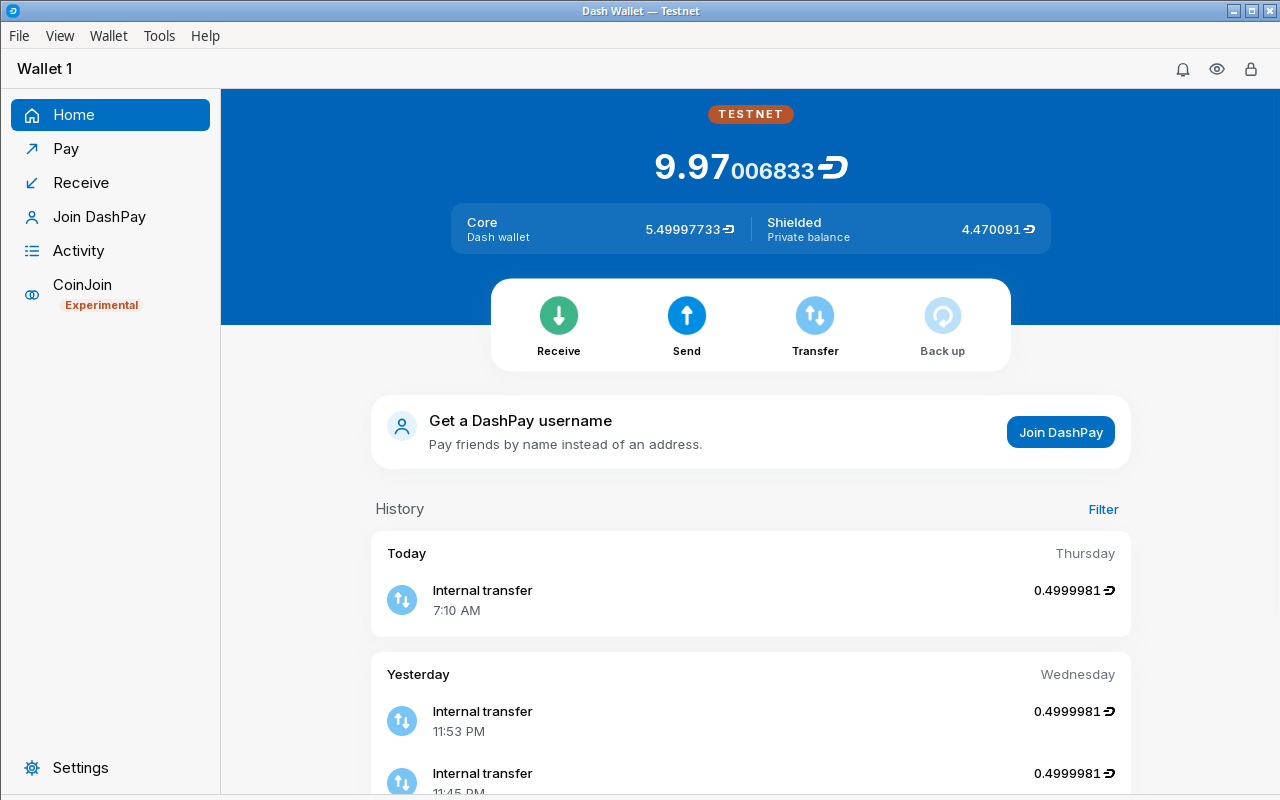 Dash Wallet — Testnet
File View Wallet Tools Help
Wallet 1
Home
Pay
Receive
Join DashPay
Activity
CoinJoin
Experimental
Settings
TESTNET
9.97006833
Core
Dash wallet
5.49997733
Shielded
Private balance
4.470091
Receive
Send
Transfer
Back up
Get a DashPay username
Pay friends by name instead of an address.
Join DashPay
History
Filter
Today
Thursday
Internal transfer
0.4999981
7:10 AM
Yesterday
Wednesday
Internal transfer
0.4999981
11:53 PM
Internal transfer
0.4999981
11:45 PM